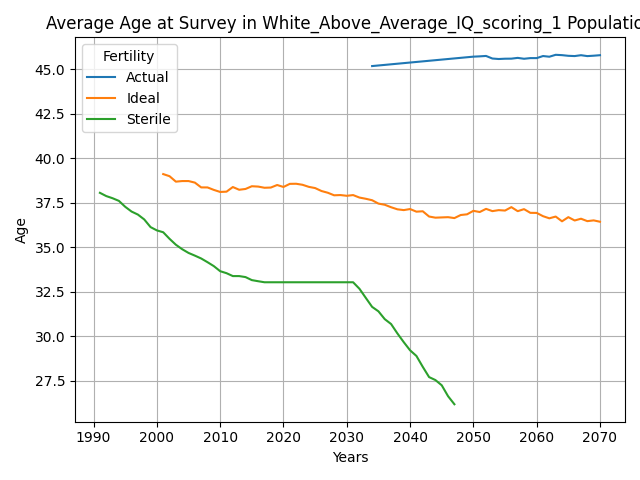 Average Age at Survey in White_Above_Average_IQ_scoring_1 Populatio
Fertility
Actual
Ideal
Sterile
45.0
42.5
40.0
37.5
35.0
32.5
30.0
27.5
Age
1990 2000 2010 2020 2030 2040 2050 2060 2070
Years